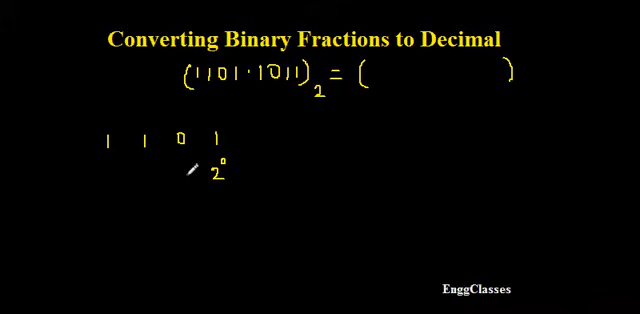 Converting Binary Fractions to Decimal
(1101.1011)₂ = (          )
1 1 0 1
2⁰
EnggClasses